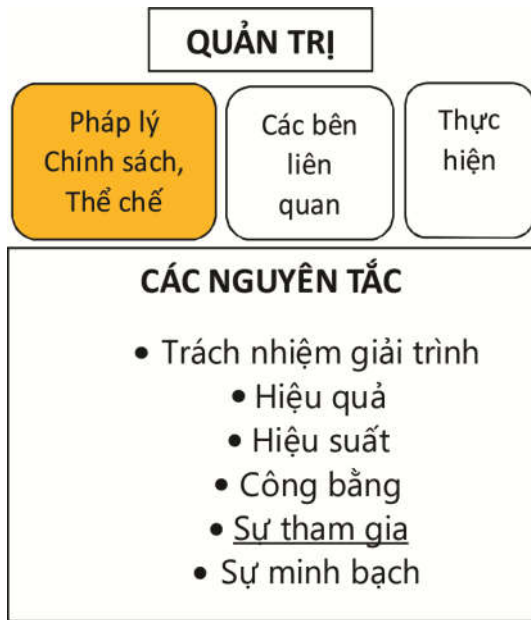 QUẢN TRỊ
Pháp lý
Chính sách,
Thể chế
Các bên
liên
quan
Thực
hiện
CÁC NGUYÊN TẮC
• Trách nhiệm giải trình
• Hiệu quả
• Hiệu suất
• Công bằng
• Sự tham gia
• Sự minh bạch